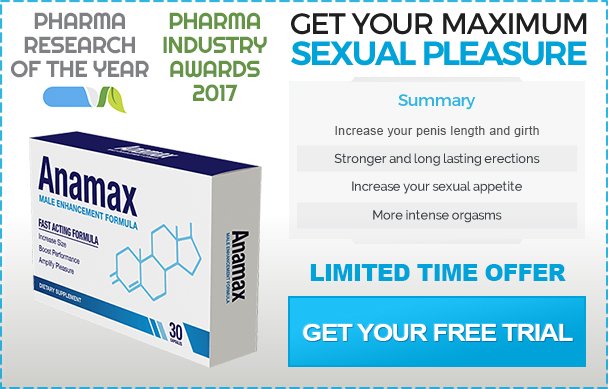 PHARMA
RESEARCH
OF THE YEAR
PHARMA
INDUSTRY
AWARDS
2017
GET YOUR MAXIMUM
SEXUAL PLEASURE
Summary
Increase your penis length and girth
Stronger and long lasting erections
Increase your sexual appetite
More intense orgasms
Anamax
MALE ENHANCEMENT FORMULA
FAST ACTING FORMULA
Increase Size
Boost Performance
Amplify Pleasure
DIETARY SUPPLEMENT
30
CAPSULES
Anamax
MALE ENHANCEMENT FORMULA
LIMITED TIME OFFER
GET YOUR FREE TRIAL